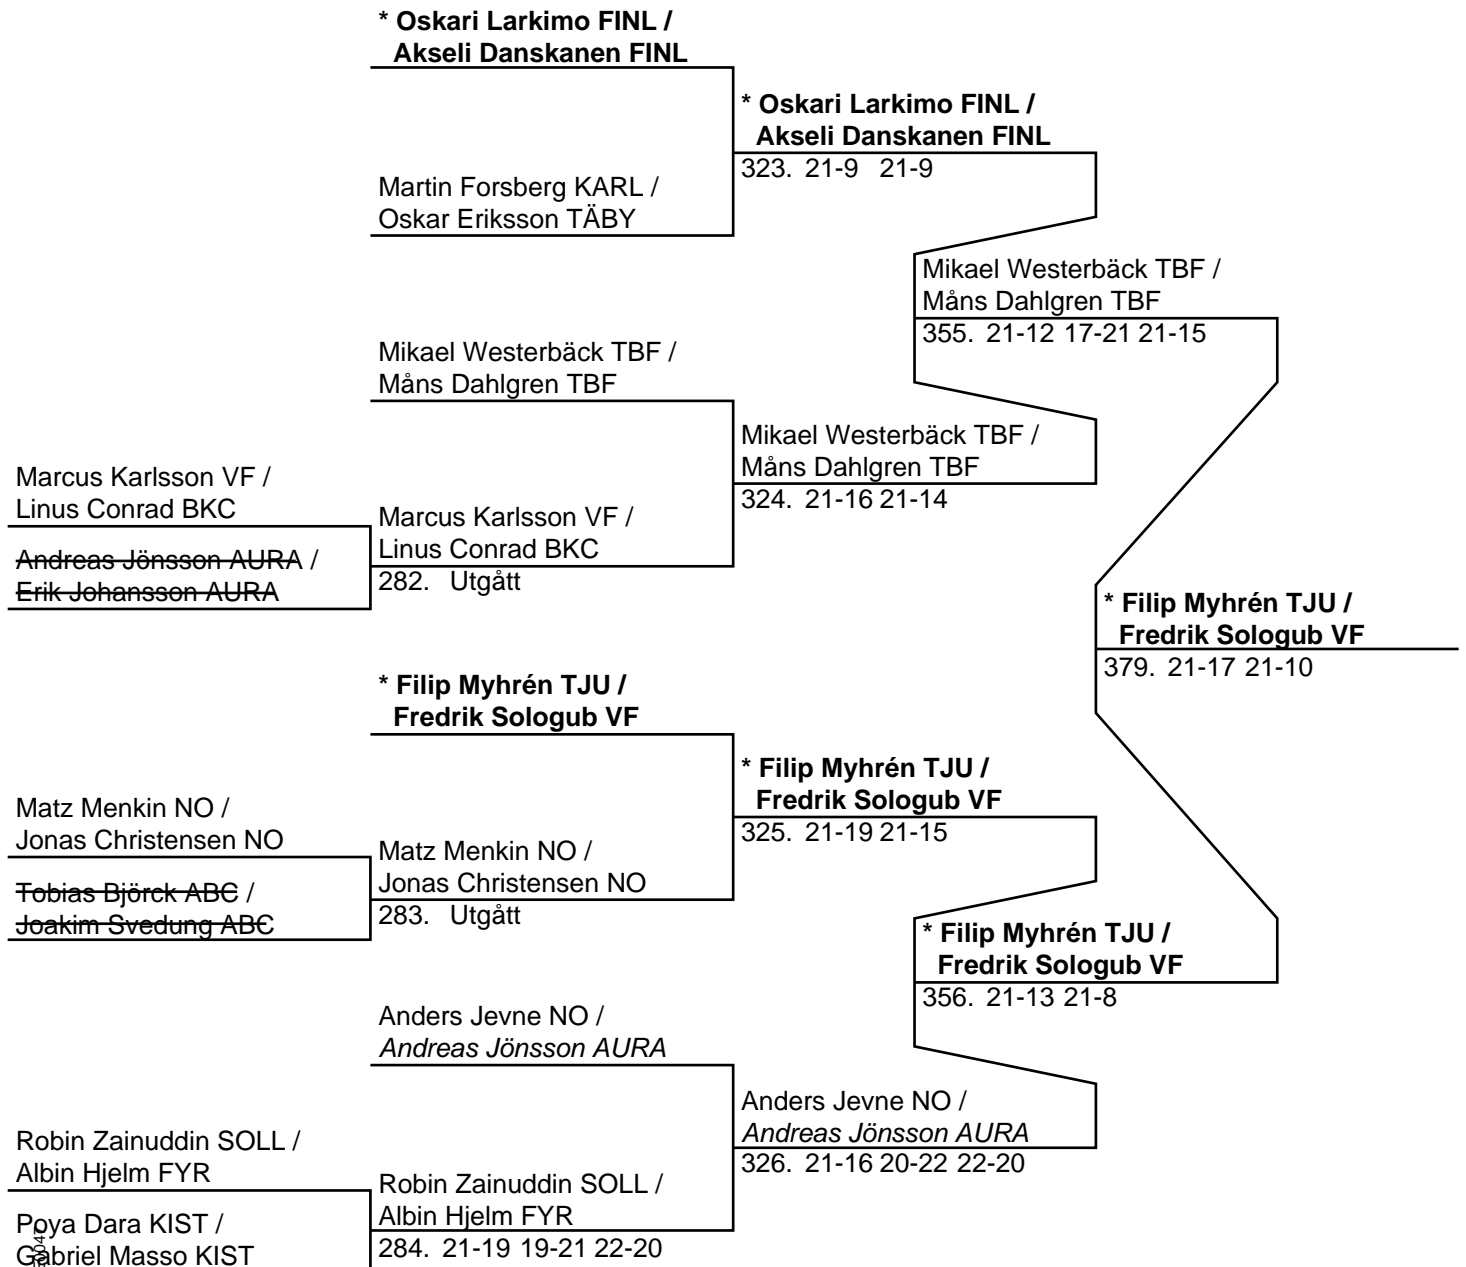 * Oskari Larkimo FINL /
Akseli Danskanen FINL
* Oskari Larkimo FINL /
Akseli Danskanen FINL
323. 21-9 21-9
Martin Forsberg KARL /
Oskar Eriksson TÄBY
Mikael Westerbäck TBF /
Måns Dahlgren TBF
355. 21-12 17-21 21-15
Mikael Westerbäck TBF /
Måns Dahlgren TBF
Mikael Westerbäck TBF /
Måns Dahlgren TBF
324. 21-16 21-14
Marcus Karlsson VF /
Linus Conrad BKC
Marcus Karlsson VF /
Linus Conrad BKC
282. Utgått
Andreas Jönsson AURA /
Erik Johansson AURA
* Filip Myhrén TJU /
Fredrik Sologub VF
379. 21-17 21-10
* Filip Myhrén TJU /
Fredrik Sologub VF
* Filip Myhrén TJU /
Fredrik Sologub VF
325. 21-19 21-15
Matz Menkin NO /
Jonas Christensen NO
Matz Menkin NO /
Jonas Christensen NO
283. Utgått
Tobias Björck ABC /
Joakim Svedung ABC
* Filip Myhrén TJU /
Fredrik Sologub VF
356. 21-13 21-8
Anders Jevne NO /
Andreas Jönsson AURA
Anders Jevne NO /
Andreas Jönsson AURA
326. 21-16 20-22 22-20
Robin Zainuddin SOLL /
Albin Hjelm FYR
Robin Zainuddin SOLL /
Albin Hjelm FYR
284. 21-19 19-21 22-20
Poya Dara KIST /
Gabriel Masso KIST